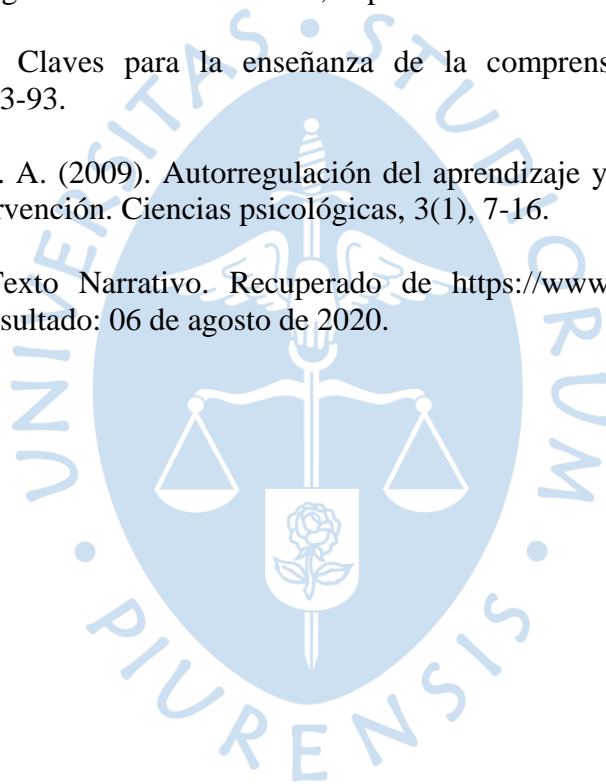 Claves para la enseñanza de la comprens
3-93.
. A. (2009). Autorregulación del aprendizaje y
rvención. Ciencias psicológicas, 3(1), 7-16.
Texto Narrativo. Recuperado de https://www.
sultado: 06 de agosto de 2020.
UNIVERSITAS • STUDIORUM • PIURENSIS •